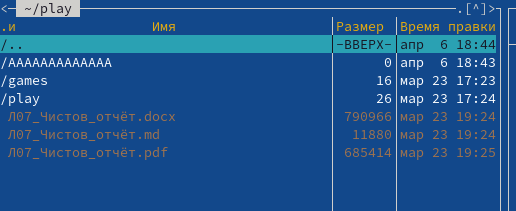 <─ ~/play ─.[^]>
.и Имя Размер Время правки
/.. -ВВЕРХ- апр 6 18:44
/AAAAAAAAAAAAA 0 апр 6 18:43
/games 16 мар 23 17:23
/play 26 мар 23 17:24
Л07_Чистов_отчёт.docx 790966 мар 23 19:24
Л07_Чистов_отчёт.md 11880 мар 23 19:24
Л07_Чистов_отчёт.pdf 685414 мар 23 19:25